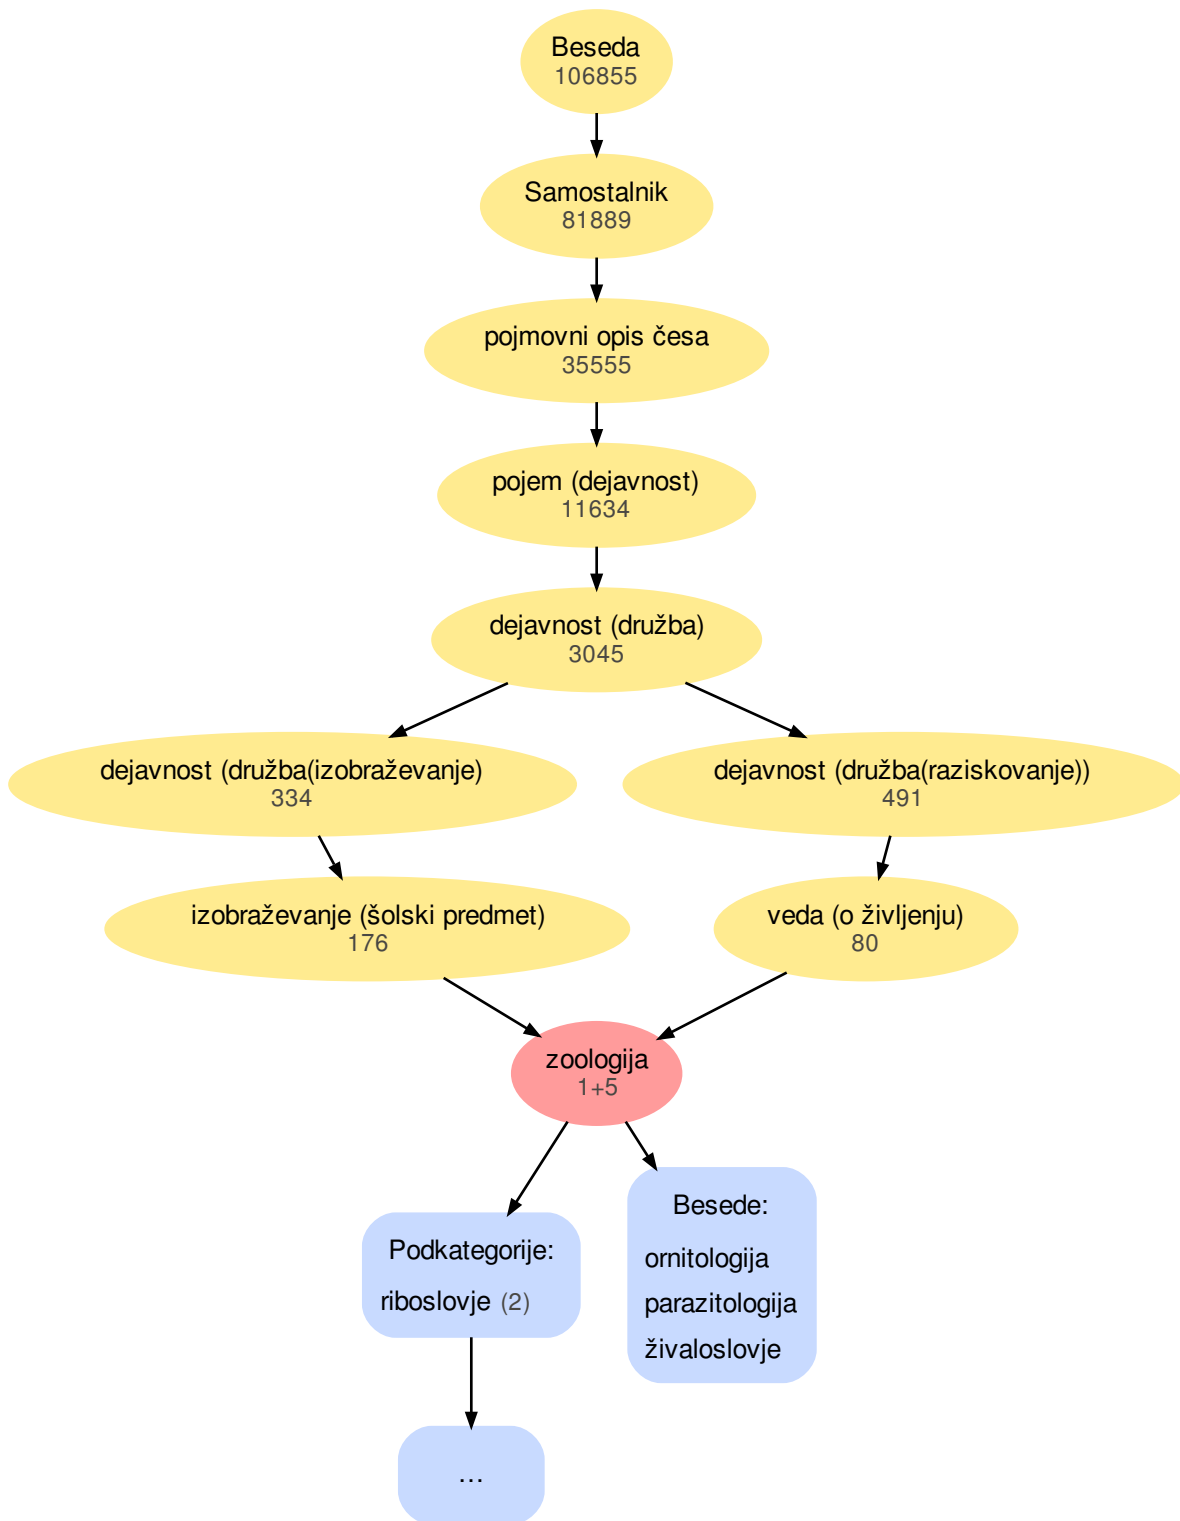 Beseda
106855
Samostalnik
81889
pojmovni opis česa
35555
pojem (dejavnost)
11634
dejavnost (družba)
3045
dejavnost (družba(izobraževanje)
334
dejavnost (družba(raziskovanje))
491
izobraževanje (šolski predmet)
176
veda (o življenju)
80
zoologija
1+5
Podkategorije:
riboslovje (2)
Besede:
ornitologija
parazitologija
živaloslovje
…